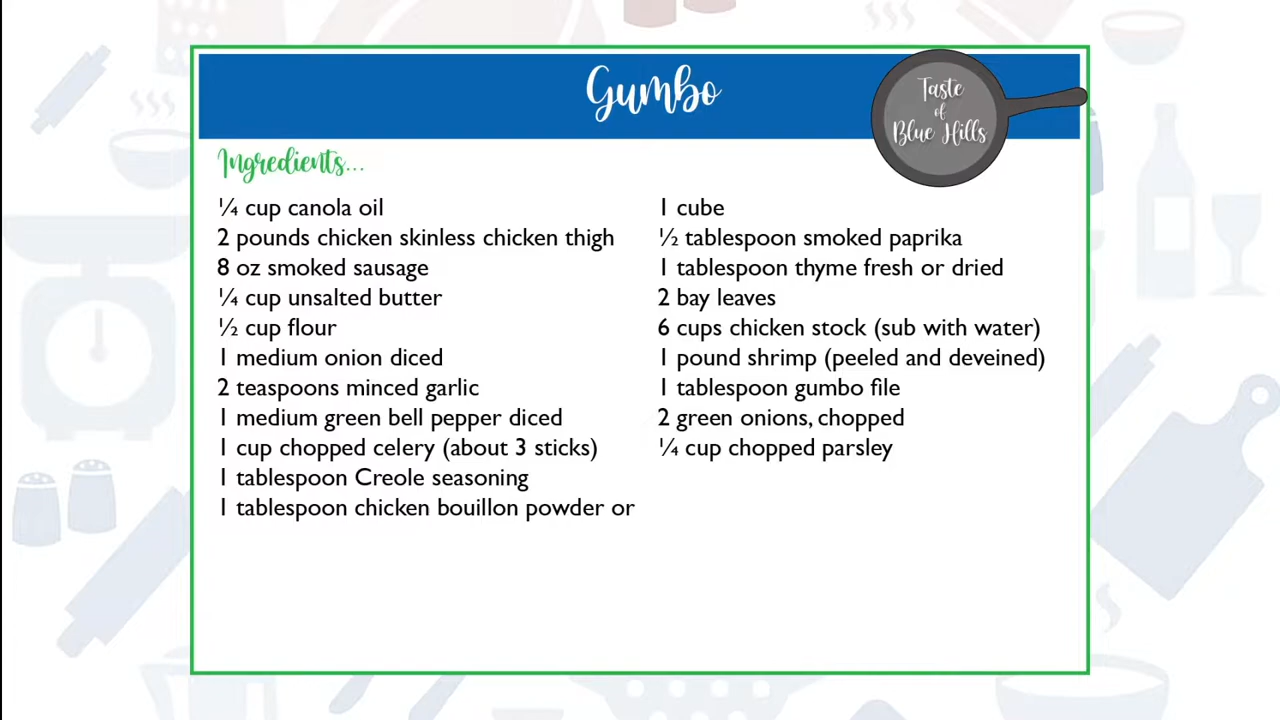 Gumbo
Taste
of
Blue Hills
Ingredients...
¼ cup canola oil
2 pounds chicken skinless chicken thigh
8 oz smoked sausage
¼ cup unsalted butter
½ cup flour
1 medium onion diced
2 teaspoons minced garlic
1 medium green bell pepper diced
1 cup chopped celery (about 3 sticks)
1 tablespoon Creole seasoning
1 tablespoon chicken bouillon powder or
1 cube
½ tablespoon smoked paprika
1 tablespoon thyme fresh or dried
2 bay leaves
6 cups chicken stock (sub with water)
1 pound shrimp (peeled and deveined)
1 tablespoon gumbo file
2 green onions, chopped
¼ cup chopped parsley